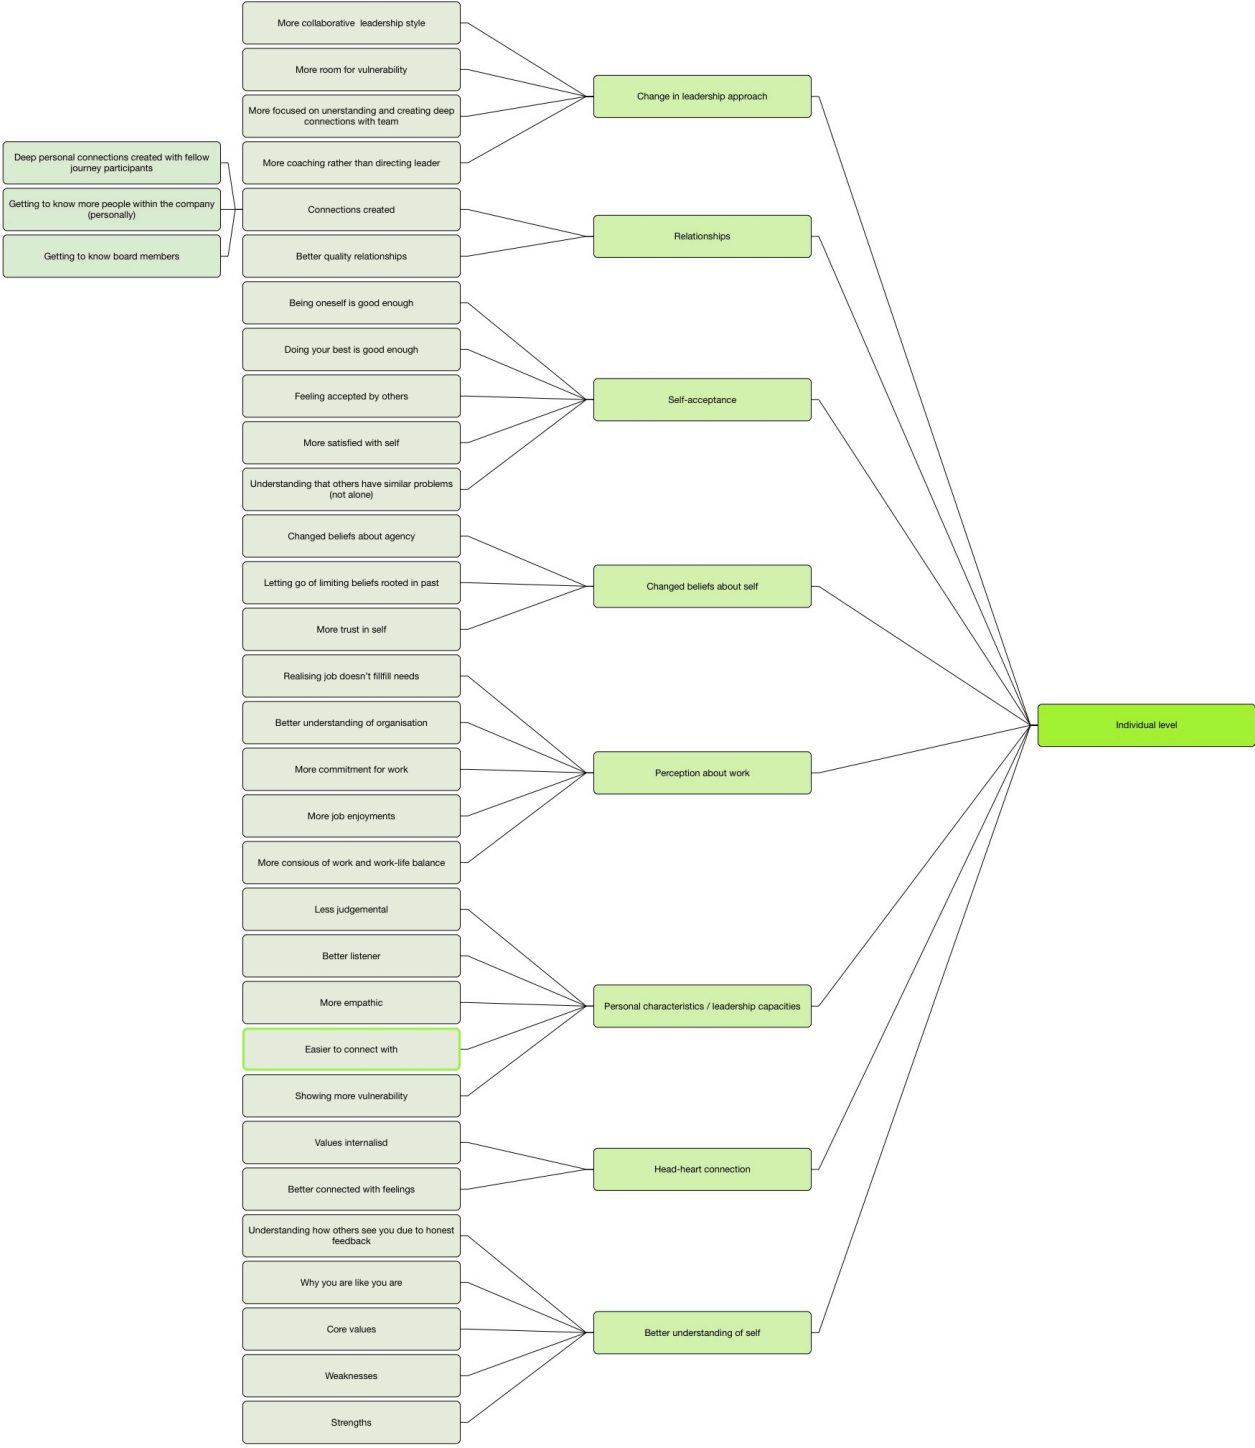 More collaborative  leadership style
More room for vulnerability
More focused on unerstanding and creating deep
connections with team
More coaching rather than directing leader
Change in leadership approach
Deep personal connections created with fellow
journey participants
Getting to know more people within the company
(personally)
Getting to know board members
Connections created
Better quality relationships
Relationships
Being oneself is good enough
Doing your best is good enough
Feeling accepted by others
More satisfied with self
Understanding that others have similar problems
(not alone)
Self-acceptance
Changed beliefs about agency
Letting go of limiting beliefs rooted in past
More trust in self
Changed beliefs about self
Realising job doesn't fillfill needs
Better understanding of organisation
More commitment for work
More job enjoyments
More consious of work and work-life balance
Perception about work
Individual level
Less judgemental
Better listener
More empathic
Easier to connect with
Showing more vulnerability
Personal characteristics / leadership capacities
Values internalisd
Better connected with feelings
Head-heart connection
Understanding how others see you due to honest
feedback
Why you are like you are
Core values
Weaknesses
Strengths
Better understanding of self